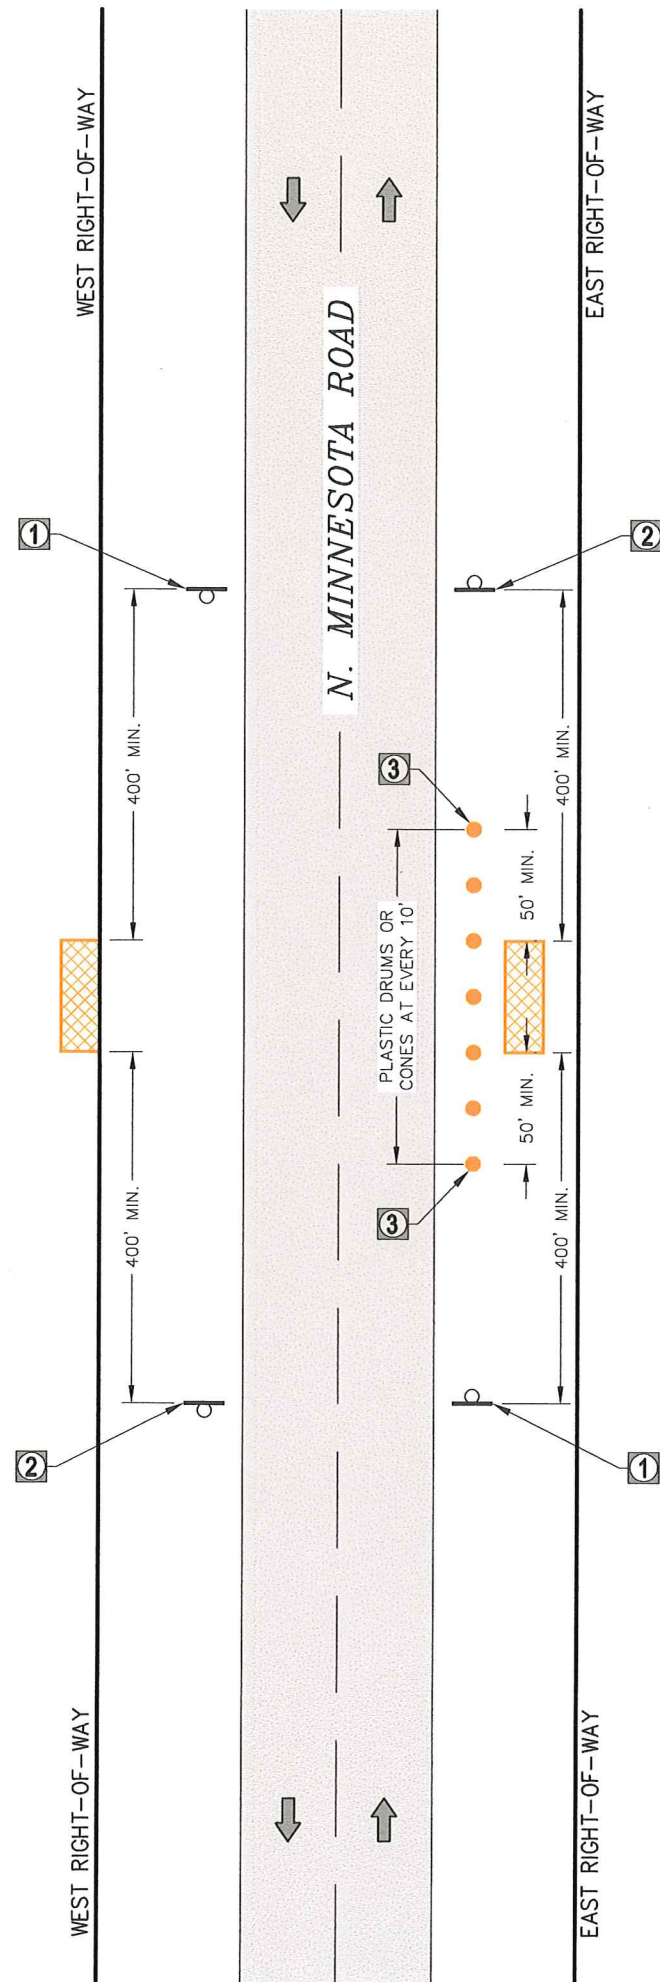 WEST RIGHT-OF-WAY
EAST RIGHT-OF-WAY
N. MINNESOTA ROAD
1
2
400' MIN.
400' MIN.
3
50' MIN.
PLASTIC DRUMS OR
CONES AT EVERY 10'
50' MIN.
3
400' MIN.
400' MIN.
2
1
WEST RIGHT-OF-WAY
EAST RIGHT-OF-WAY